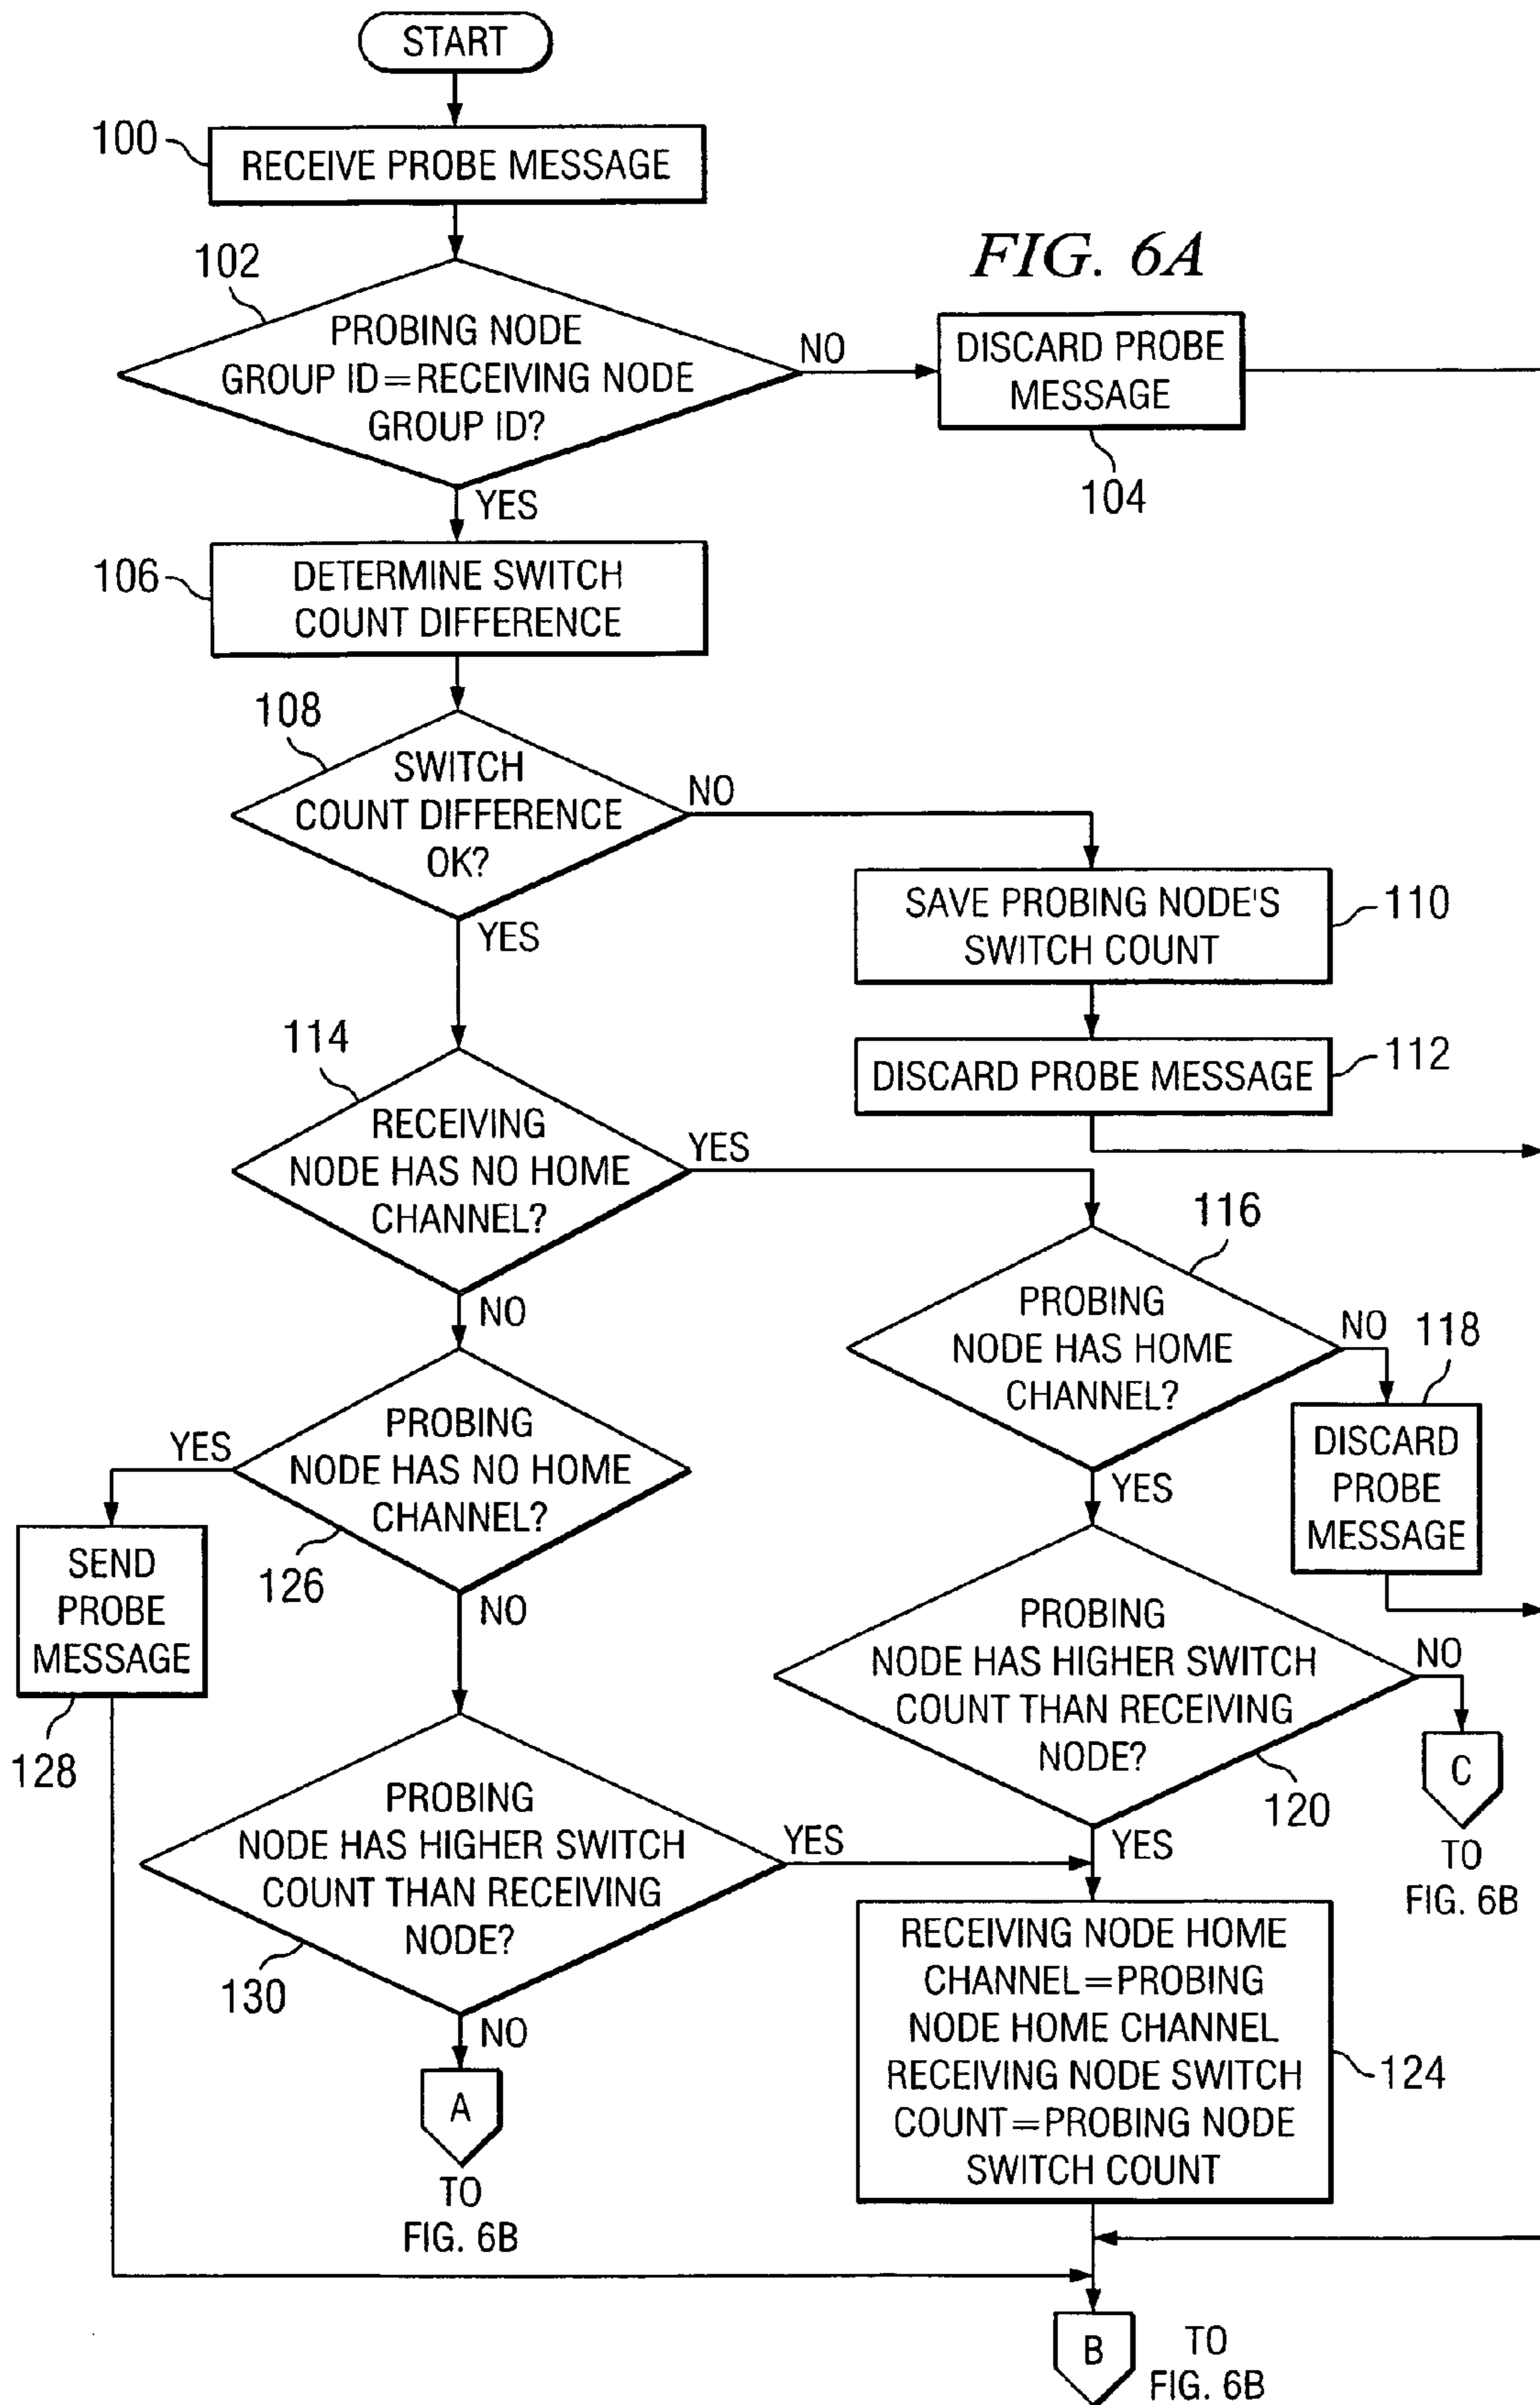 START
100
RECEIVE PROBE MESSAGE
FIG. 6A
102
PROBING NODE
GROUP ID=RECEIVING NODE
GROUP ID?
NO
DISCARD PROBE
MESSAGE
104
YES
106
DETERMINE SWITCH
COUNT DIFFERENCE
108
SWITCH
COUNT DIFFERENCE
OK?
NO
YES
SAVE PROBING NODE'S
SWITCH COUNT
110
DISCARD PROBE MESSAGE
112
114
RECEIVING
NODE HAS NO HOME
CHANNEL?
YES
NO
116
PROBING
NODE HAS HOME
CHANNEL?
NO
118
DISCARD
PROBE
MESSAGE
YES
PROBING
NODE HAS NO HOME
CHANNEL?
YES
126
NO
SEND
PROBE
MESSAGE
128
PROBING
NODE HAS HIGHER SWITCH
COUNT THAN RECEIVING
NODE?
NO
120
C
TO
FIG. 6B
YES
PROBING
NODE HAS HIGHER SWITCH
COUNT THAN RECEIVING
NODE?
YES
130
NO
A
TO
FIG. 6B
RECEIVING NODE HOME
CHANNEL=PROBING
NODE HOME CHANNEL
RECEIVING NODE SWITCH
COUNT=PROBING NODE
SWITCH COUNT
124
B
TO
FIG. 6B